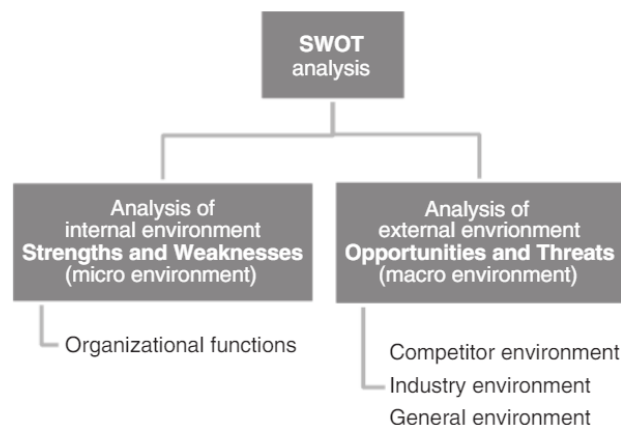 SWOT
analysis
Analysis of
internal environment
Strengths and Weaknesses
(micro environment)
Analysis of
external envrionment
Opportunities and Threats
(macro environment)
Organizational functions
Competitor environment
Industry environment
General environment